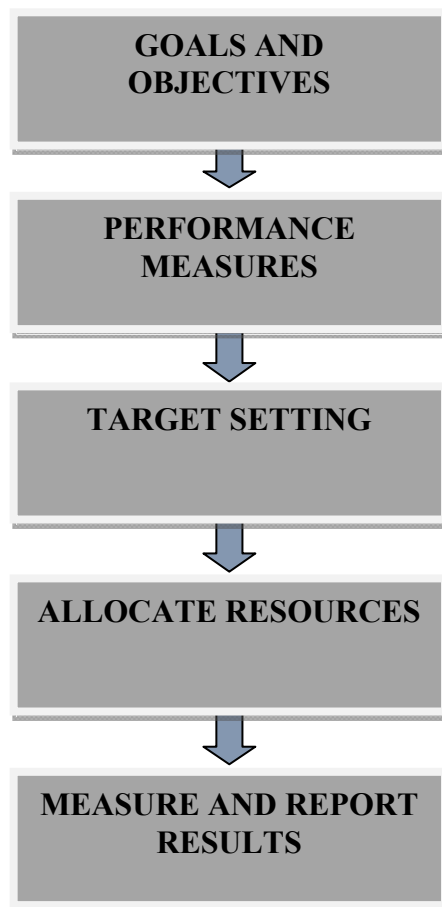 GOALS AND
OBJECTIVES
PERFORMANCE
MEASURES
TARGET SETTING
ALLOCATE RESOURCES
MEASURE AND REPORT
RESULTS